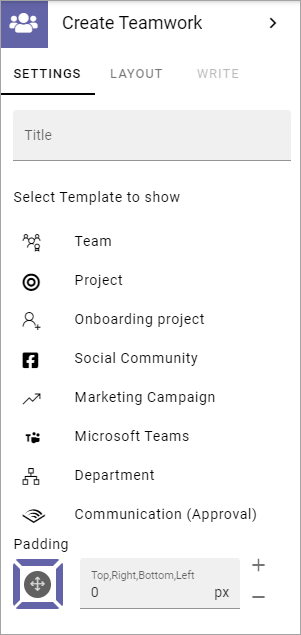 Create Teamwork
SETTINGS LAYOUT WRITE
Title
Select Template to show
Team
Project
Onboarding project
Social Community
Marketing Campaign
Microsoft Teams
Department
Communication (Approval)
Padding
Top,Right,Bottom,Left
0 px